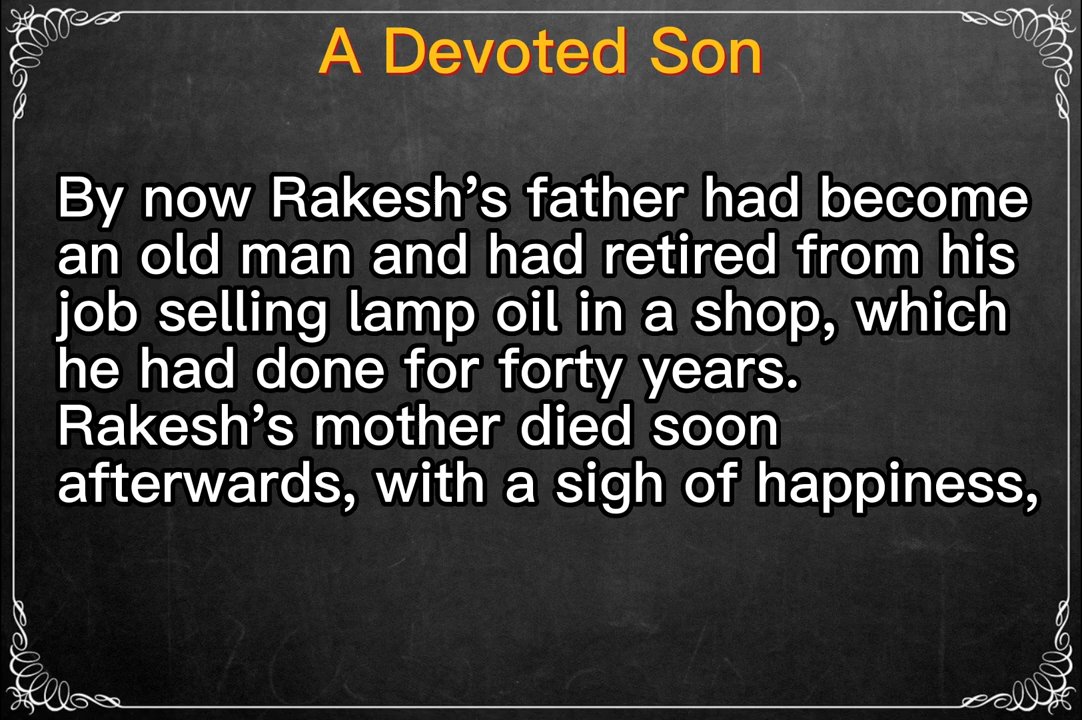 A Devoted Son
By now Rakesh’s father had become
an old man and had retired from his
job selling lamp oil in a shop, which
he had done for forty years.
Rakesh’s mother died soon
afterwards, with a sigh of happiness,